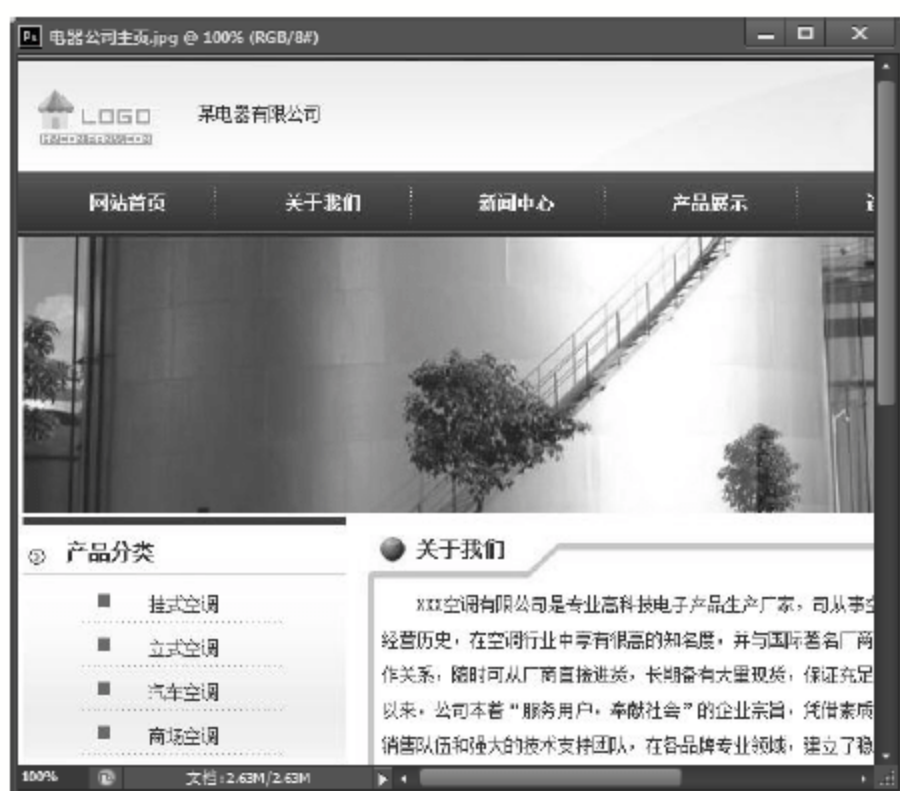 Ps 电器公司主页.jpg @ 100% (RGB/8#)
LOGO
某电器有限公司
网站首页 关于我们 新闻中心 产品展示
产品分类
挂式空调
立式空调
汽车空调
商场空调
关于我们
XXX空调有限公司是专业高科技电子产品生产厂家，司从事空
经营历史，在空调行业中享有很高的知名度，并与国际著名厂商
作关系，随时可从厂商直接进货，长期备有大量现货，保证充足
以来，公司本着“服务用户，奉献社会”的企业宗旨，凭借素质
销售队伍和强大的技术支持团队，在各品牌专业领域，建立了稳
100% 文档:2.63M/2.63M